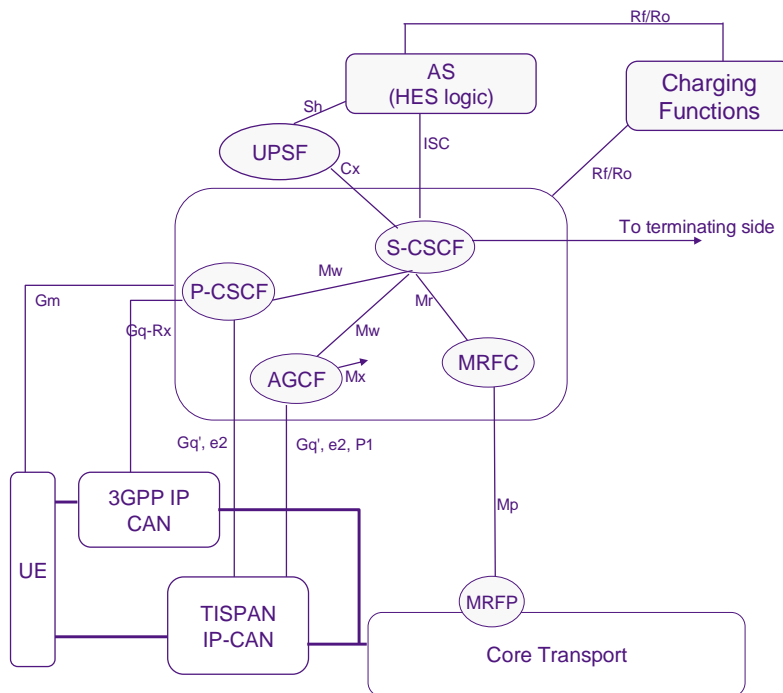 Rf/Ro
AS
(HES logic)
Charging
Functions
Sh
UPSF
ISC
Cx
Rf/Ro
To terminating side
S-CSCF
P-CSCF
Mw
Gm
Mr
Gq-Rx
Mw
MRFC
AGCF
Mx
Gq', e2
Gq', e2, P1
3GPP IP
CAN
Mp
UE
MRFP
TISPAN
IP-CAN
Core Transport